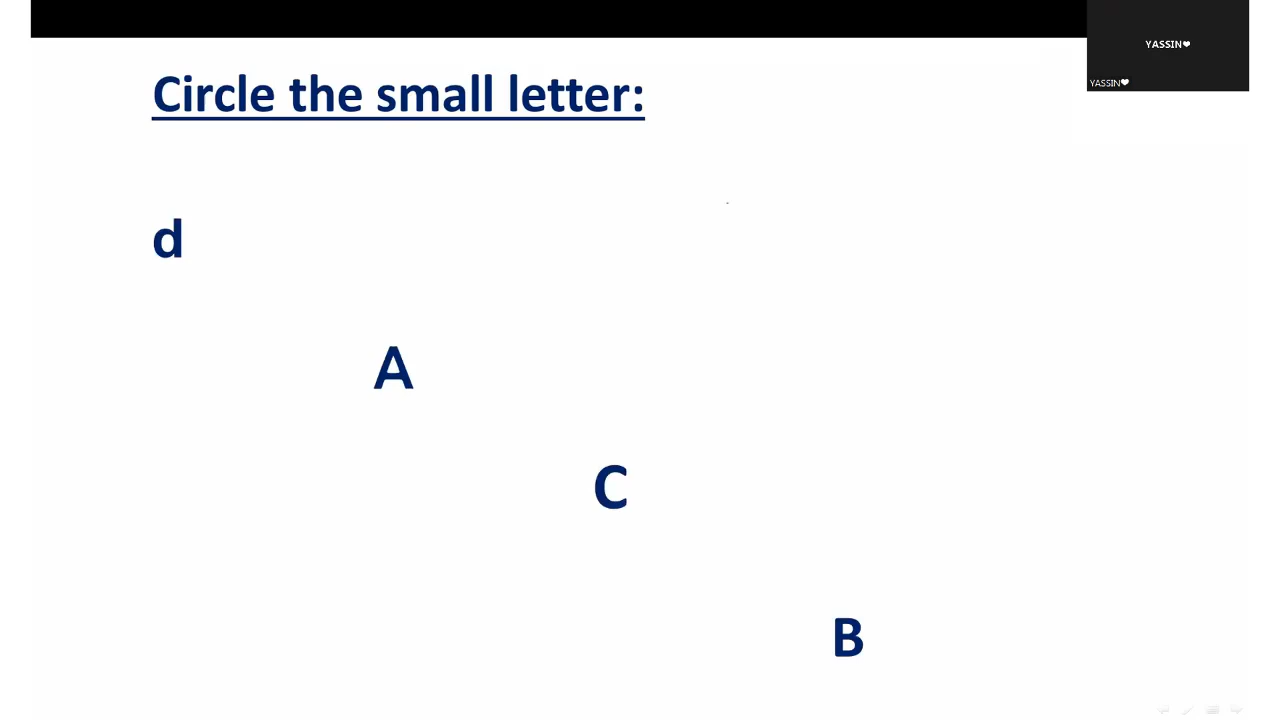 YASSIN❤
YASSIN❤
Circle the small letter:
d
A
C
B